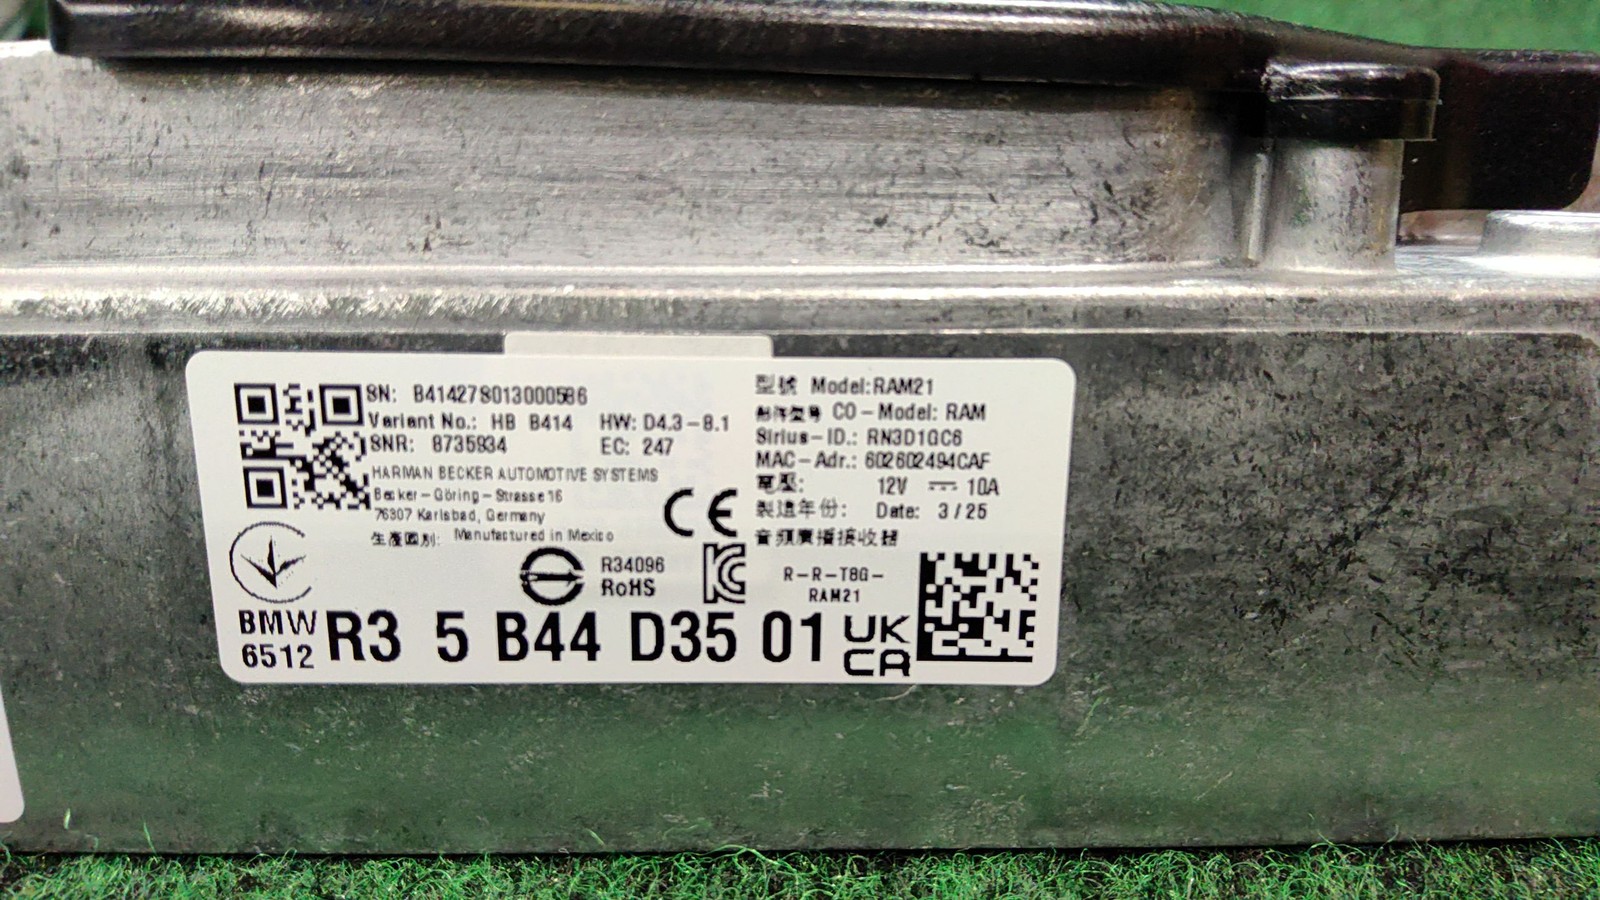 SN: B41427S013000586
Variant No.: HB B414 HW: D4.3-8.1
SNR: 8735934 EC: 247
HARMAN BECKER AUTOMOTIVE SYSTEMS
Becker-Göring-Strasse 16
76307 Karlsbad, Germany
生產國別: Manufactured in Mexico
型號 Model: RAM21
CO-Model: RAM
Sirius-ID.: RN3D1GC6
MAC-Adr.: 602602494CAF
電壓: 12V 10A
製造年份: Date: 3/25
音頻廣播接收器
CE
R34096
RoHS
R-R-T8G-
RAM21
BMW
6512
R3 5 B44 D35 01
UK
CA